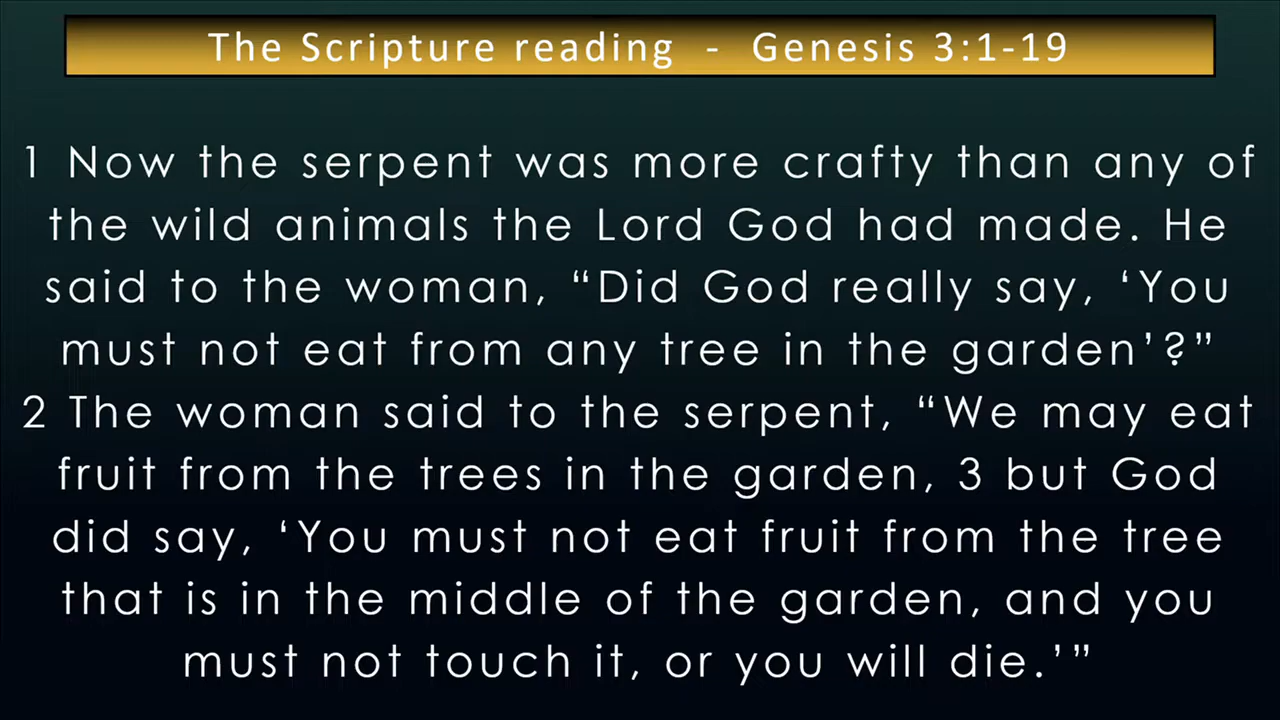 The Scripture reading - Genesis 3:1-19
1 Now the serpent was more crafty than any of
the wild animals the Lord God had made. He
said to the woman, “Did God really say, ‘You
must not eat from any tree in the garden’?”
2 The woman said to the serpent, “We may eat
fruit from the trees in the garden, 3 but God
did say, ‘You must not eat fruit from the tree
that is in the middle of the garden, and you
must not touch it, or you will die.’”